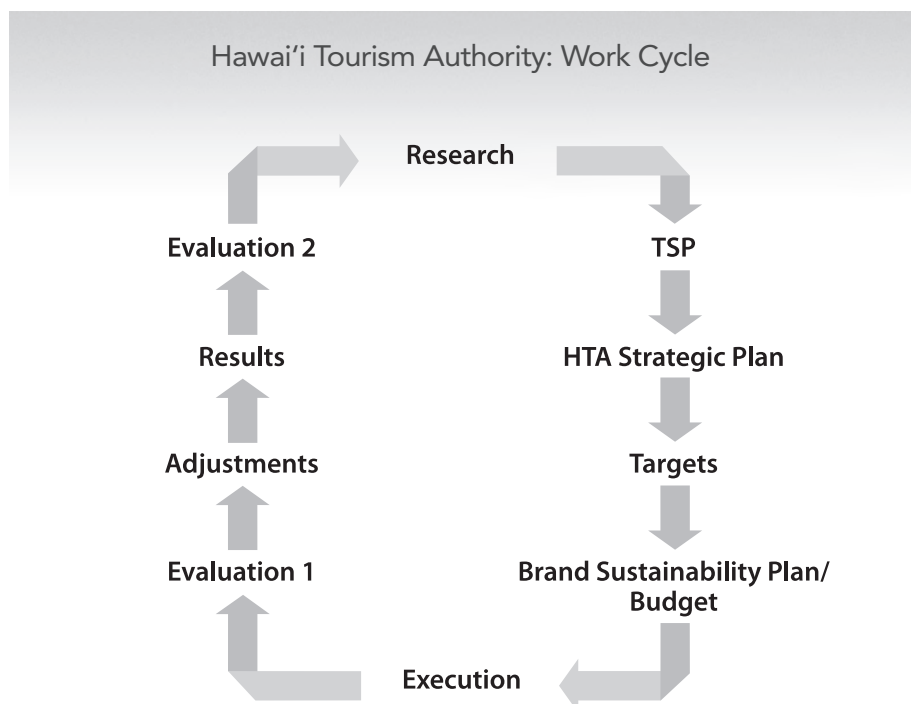 Hawai‘i Tourism Authority: Work Cycle
Research
TSP
HTA Strategic Plan
Targets
Brand Sustainability Plan/
Budget
Execution
Evaluation 1
Adjustments
Results
Evaluation 2